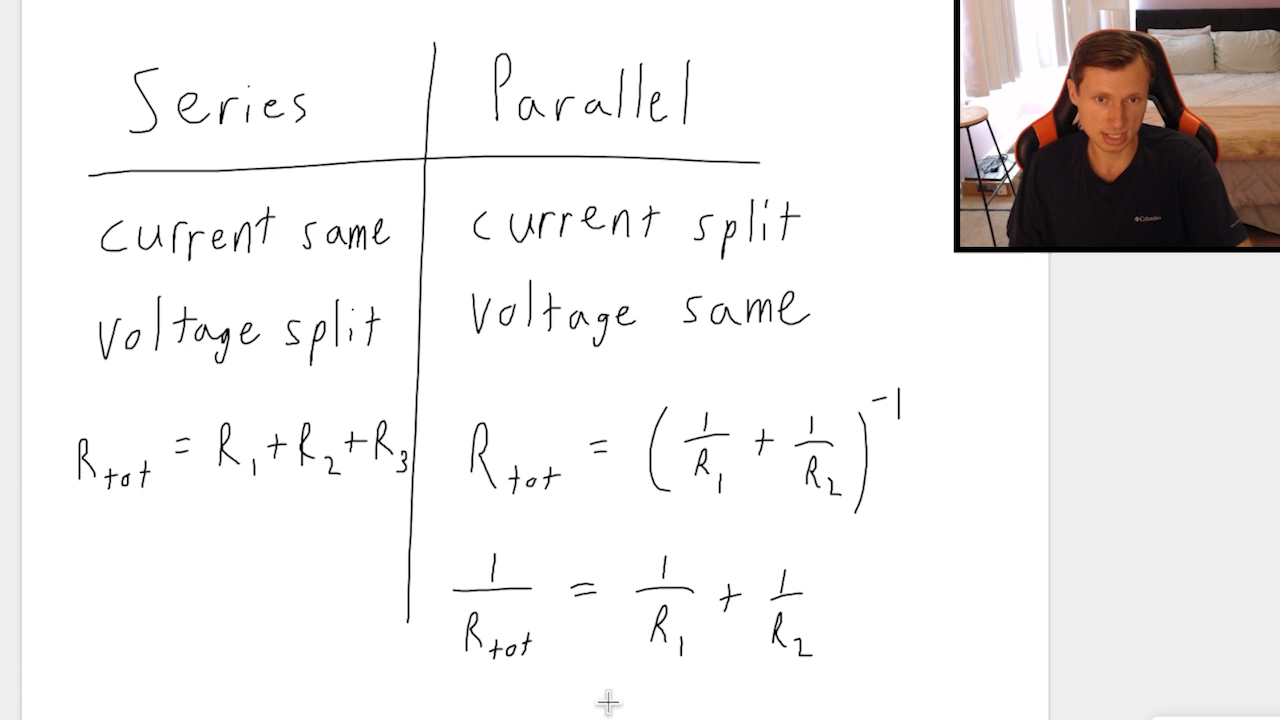 Series
Parallel
current same
voltage split
R_tot = R_1 + R_2 + R_3
current split
voltage same
R_tot = (1/R_1 + 1/R_2)^-1
1/R_tot = 1/R_1 + 1/R_2
Columbia